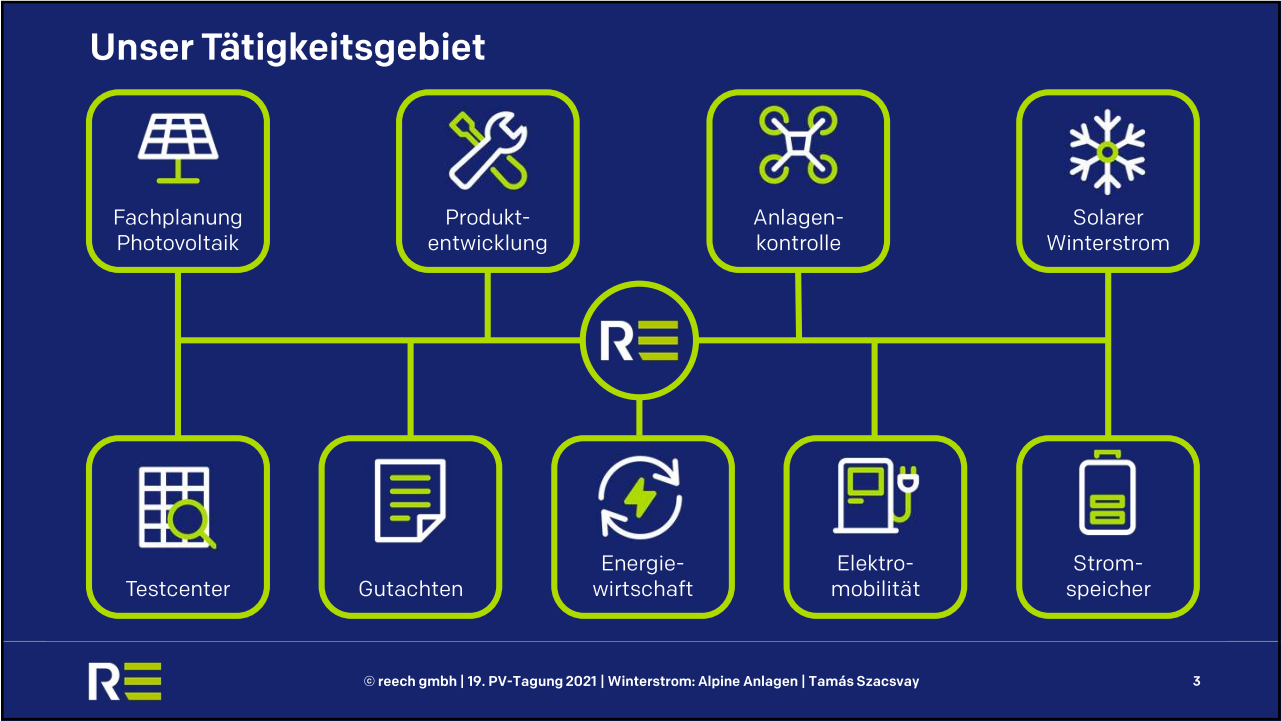 Unser Tätigkeitsgebiet
Fachplanung
Photovoltaik
Produkt-
entwicklung
Anlagen-
kontrolle
Solarer
Winterstrom
RE
Testcenter
Gutachten
Energie-
wirtschaft
Elektro-
mobilität
Strom-
speicher
RE
© reech gmbh | 19. PV-Tagung 2021 | Winterstrom: Alpine Anlagen | Tamás Szacsvay
3